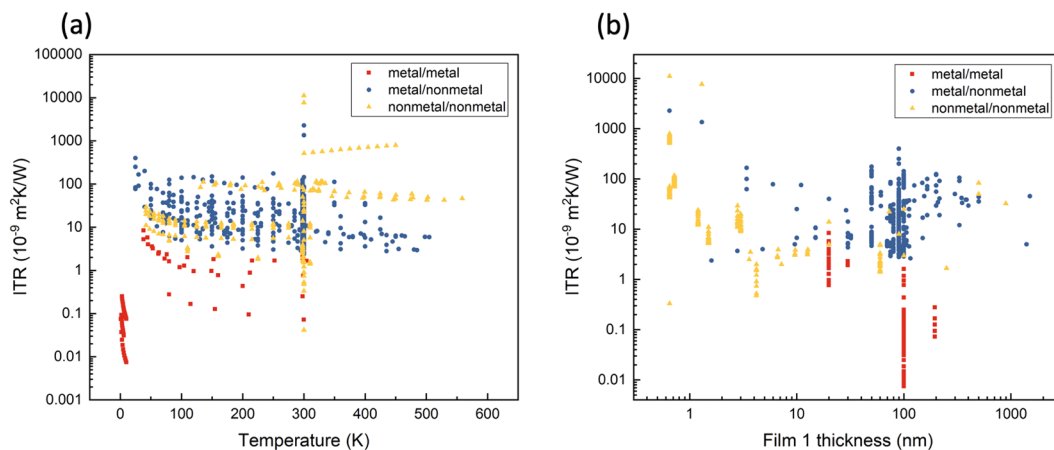 (a)
100000
10000
1000
100
10
1
0.1
0.01
0.001
ITR (10⁻⁹ m²K/W)
metal/metal
metal/nonmetal
nonmetal/nonmetal
0 100 200 300 400 500 600
Temperature (K)
(b)
10000
1000
100
10
1
0.1
0.01
ITR (10⁻⁹ m²K/W)
metal/metal
metal/nonmetal
nonmetal/nonmetal
1 10 100 1000
Film 1 thickness (nm)